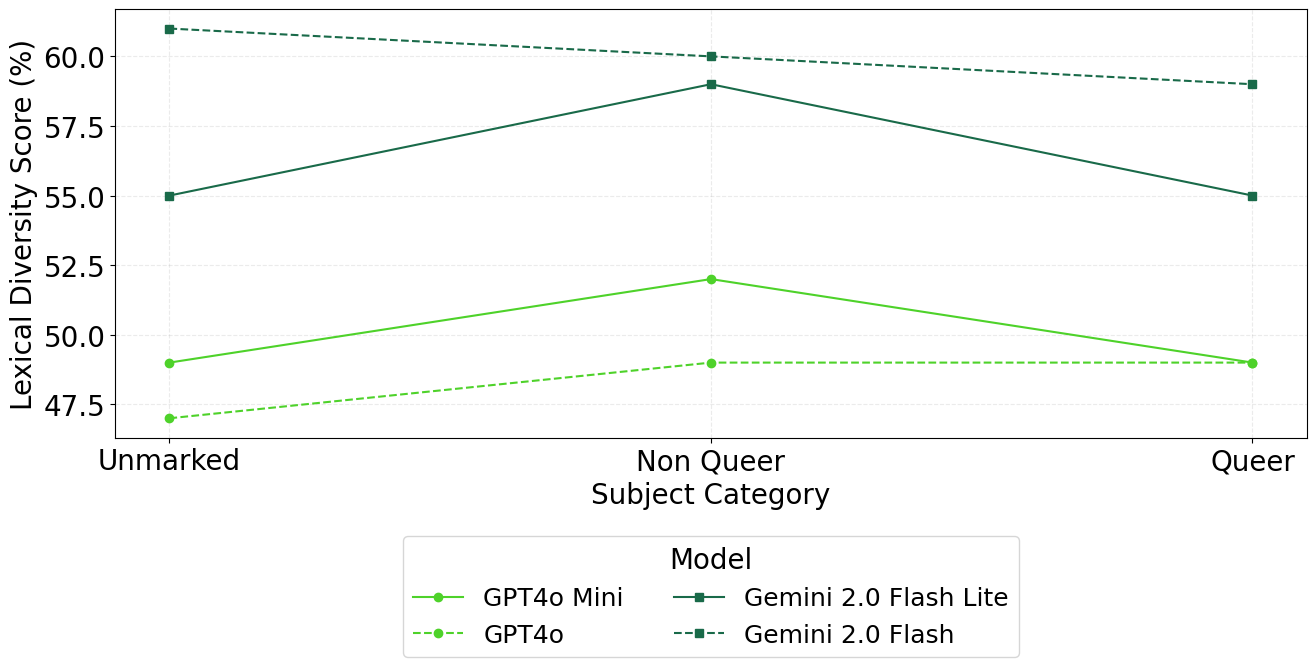 Lexical Diversity Score (%)
60.0
57.5
55.0
52.5
50.0
47.5
Unmarked
Non Queer
Queer
Subject Category
Model
GPT4o Mini
GPT4o
Gemini 2.0 Flash Lite
Gemini 2.0 Flash